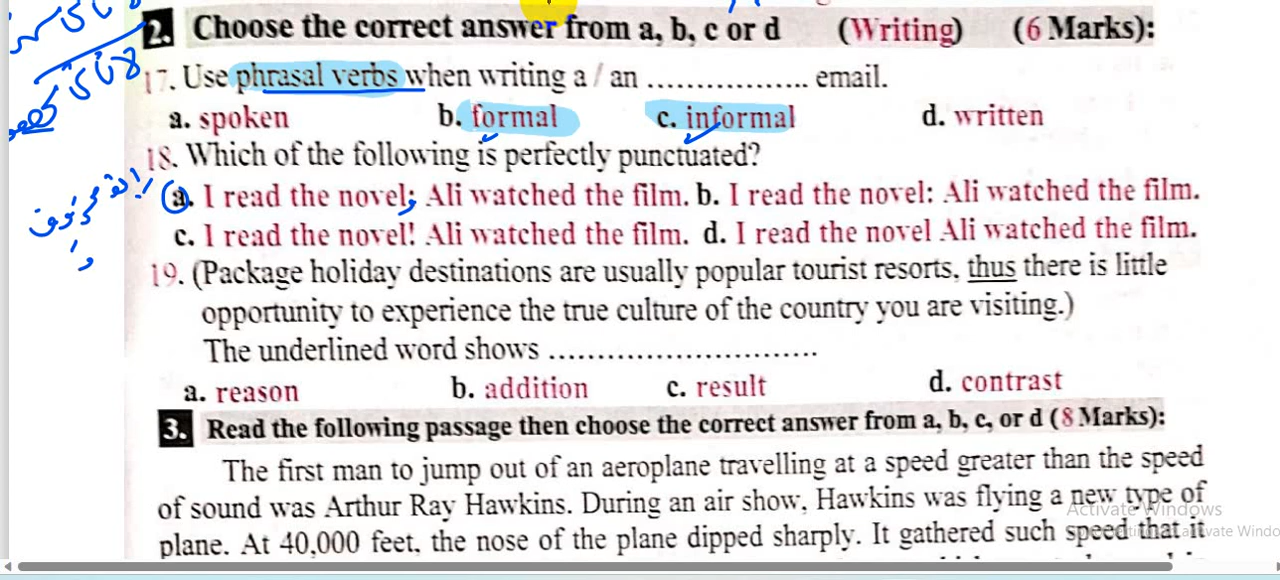 2. Choose the correct answer from a, b, c or d (Writing) (6 Marks):
17. Use phrasal verbs when writing a / an .................. email.
a. spoken b. formal c. informal d. written
18. Which of the following is perfectly punctuated?
a. I read the novel; Ali watched the film. b. I read the novel: Ali watched the film.
c. I read the novel! Ali watched the film. d. I read the novel Ali watched the film.
19. (Package holiday destinations are usually popular tourist resorts, thus there is little
opportunity to experience the true culture of the country you are visiting.)
The underlined word shows ..............................
a. reason b. addition c. result d. contrast
3. Read the following passage then choose the correct answer from a, b, c, or d (8 Marks):
The first man to jump out of an aeroplane travelling at a speed greater than the speed
of sound was Arthur Ray Hawkins. During an air show, Hawkins was flying a new type of
plane. At 40,000 feet, the nose of the plane dipped sharply. It gathered such speed that it
Activate Windows